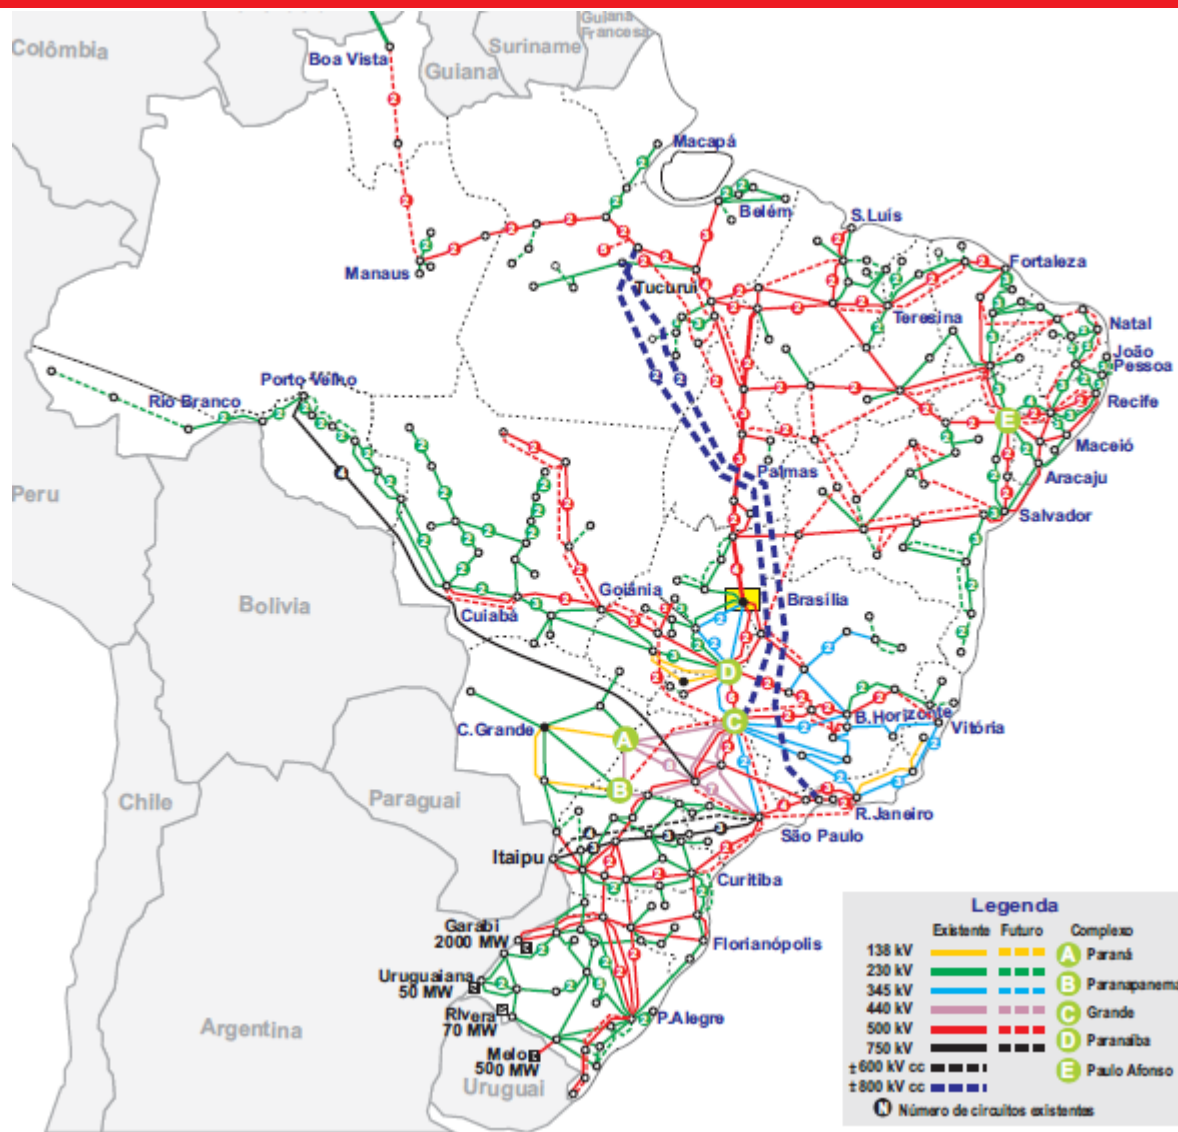 Colômbia
Guiana
Francesa
Suriname
Boa Vista
Guiana
Macapá
Belém
S.Luís
Manaus
Fortaleza
Tucuruí
Teresina
Natal
João
Pessoa
Porto Velho
Rio Branco
Recife
Maceió
Palmas
Aracaju
Peru
Salvador
Goiânia
Brasília
Bolívia
Cuiabá
D
C.Grande
A
C
B.Horizonte
Vitória
B
E
Chile
Paraguai
R.Janeiro
São Paulo
Itaipu
Curitiba
Garabi
2000 MW
Florianópolis
Uruguaiana
50 MW
Rivera
70 MW
P.Alegre
Argentina
Melo
500 MW
Uruguai
Legenda
Existente Futuro Complexo
138 kV A Paraná
230 kV
345 kV B Paranapanema
440 kV C Grande
500 kV
750 kV D Paranaíba
±600 kV cc
±800 kV cc E Paulo Afonso
N Número de circuitos existentes